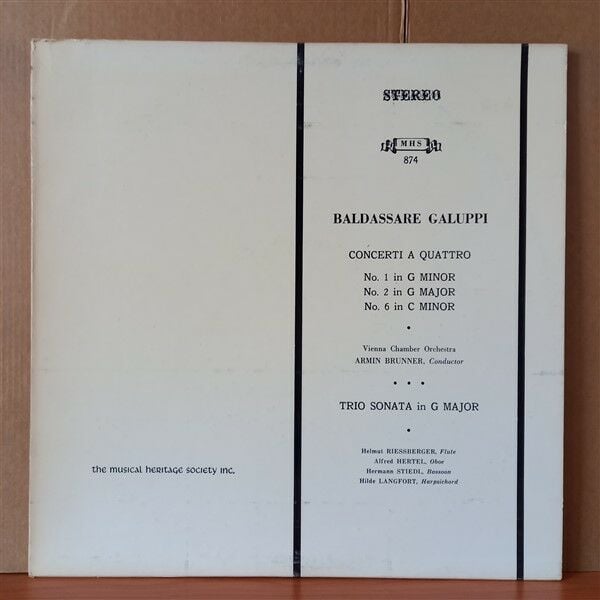 STEREO
MHS
874
BALDASSARE GALUPPI
CONCERTI A QUATTRO
No. 1 in G MINOR
No. 2 in G MAJOR
No. 6 in C MINOR
Vienna Chamber Orchestra
ARMIN BRUNNER, Conductor
TRIO SONATA in G MAJOR
Helmut RIESSBERGER, Flute
Alfred HERTEL, Oboe
Hermann STIEDL, Bassoon
Hilde LANGFORT, Harpsichord
the musical heritage society inc.